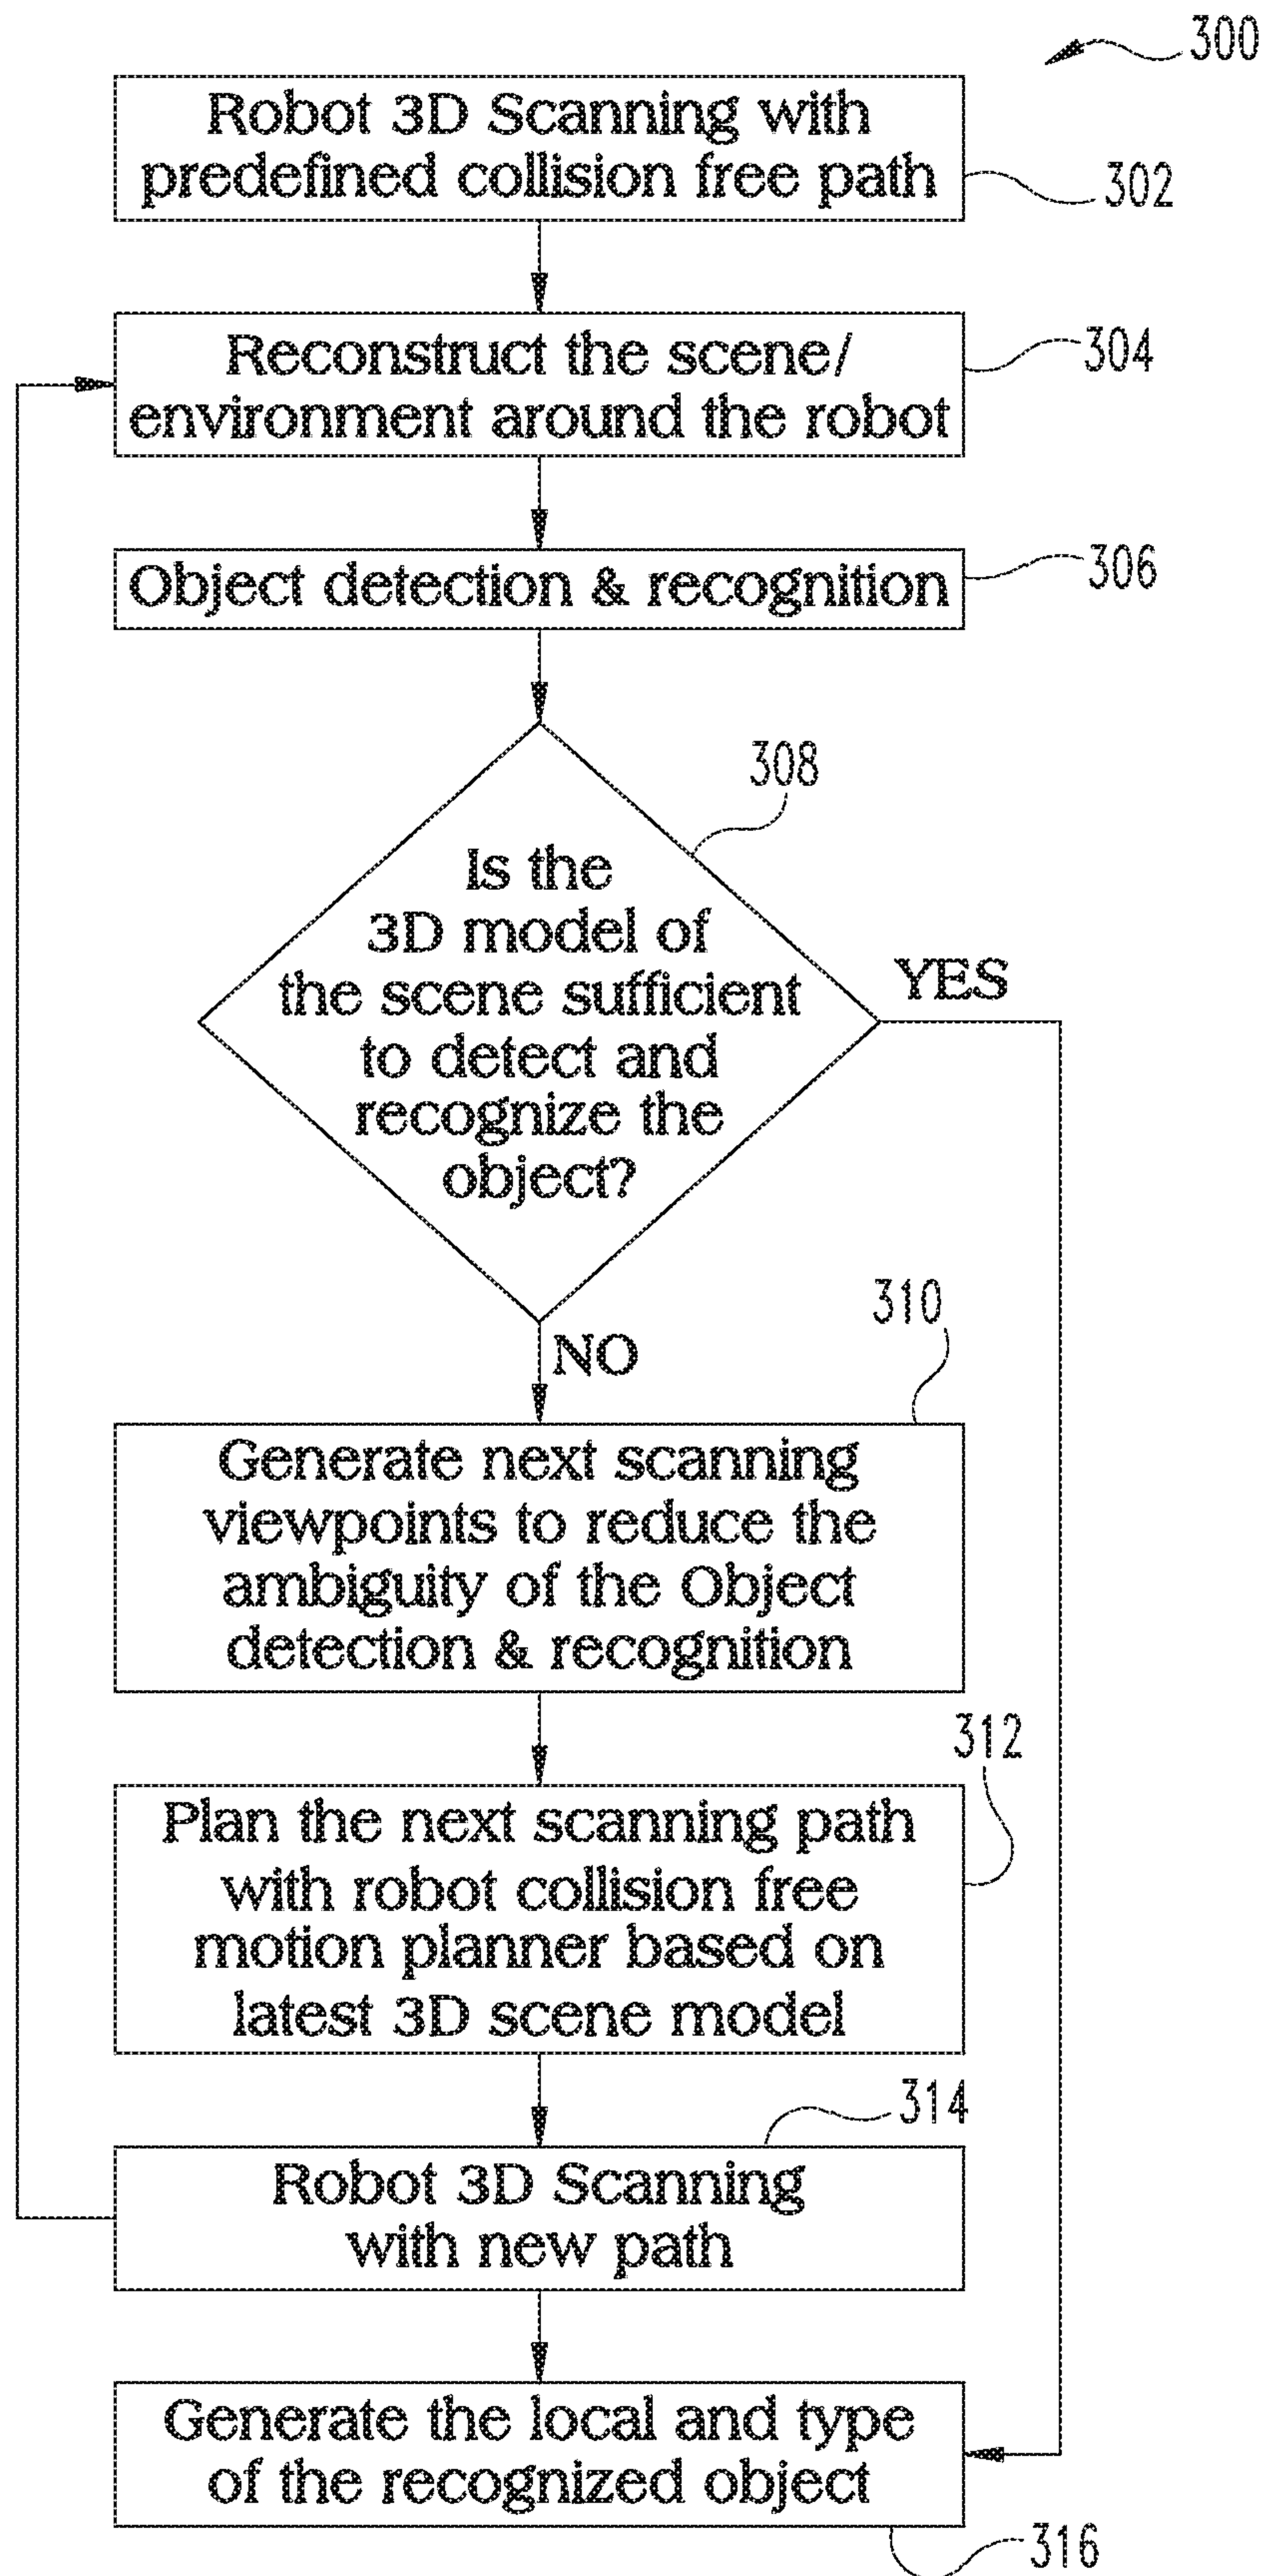 300
Robot 3D Scanning with
predefined collision free path
302
Reconstruct the scene/
environment around the robot
304
Object detection & recognition
306
308
Is the
3D model of
the scene sufficient
to detect and
recognize the
object?
YES
NO
310
Generate next scanning
viewpoints to reduce the
ambiguity of the Object
detection & recognition
312
Plan the next scanning path
with robot collision free
motion planner based on
latest 3D scene model
314
Robot 3D Scanning
with new path
Generate the local and type
of the recognized object
316